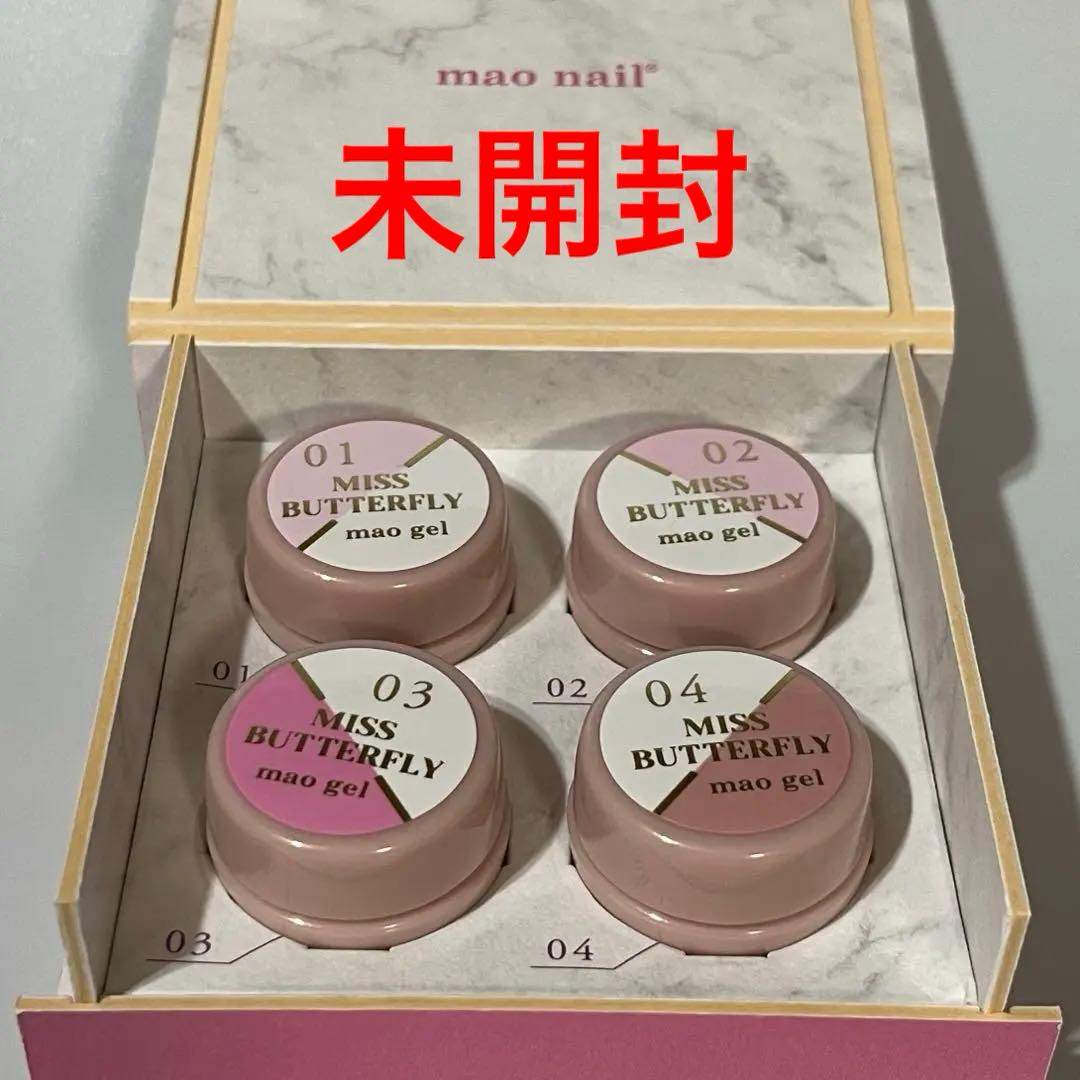 mao nail®
未開封
01
MISS
BUTTERFLY
mao gel
02
MISS
BUTTERFLY
mao gel
01
02
03
MISS
BUTTERFLY
mao gel
04
MISS
BUTTERFLY
mao gel
03
04